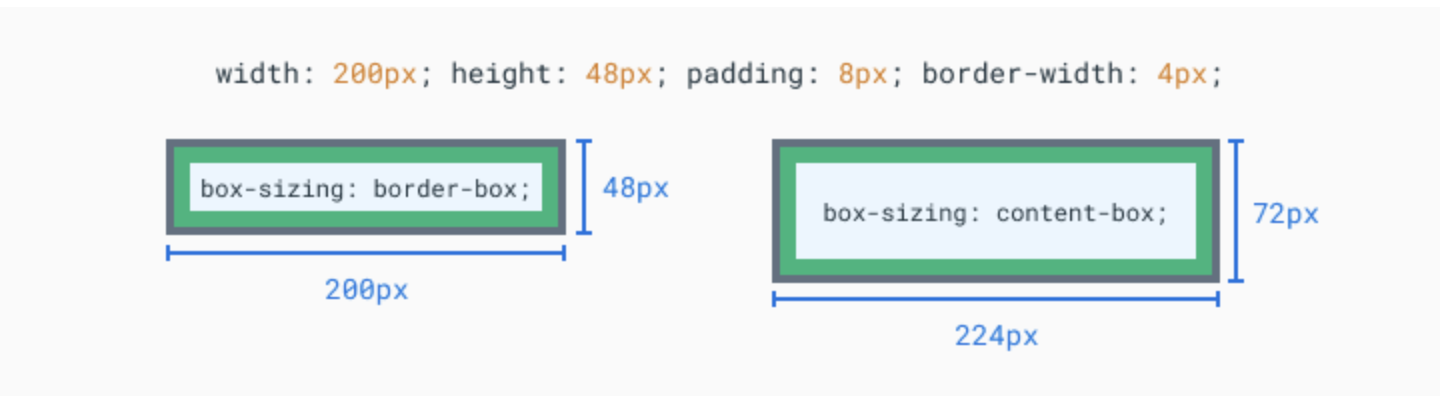 width: 200px; height: 48px; padding: 8px; border-width: 4px;
box-sizing: border-box;
48px
200px
box-sizing: content-box;
72px
224px